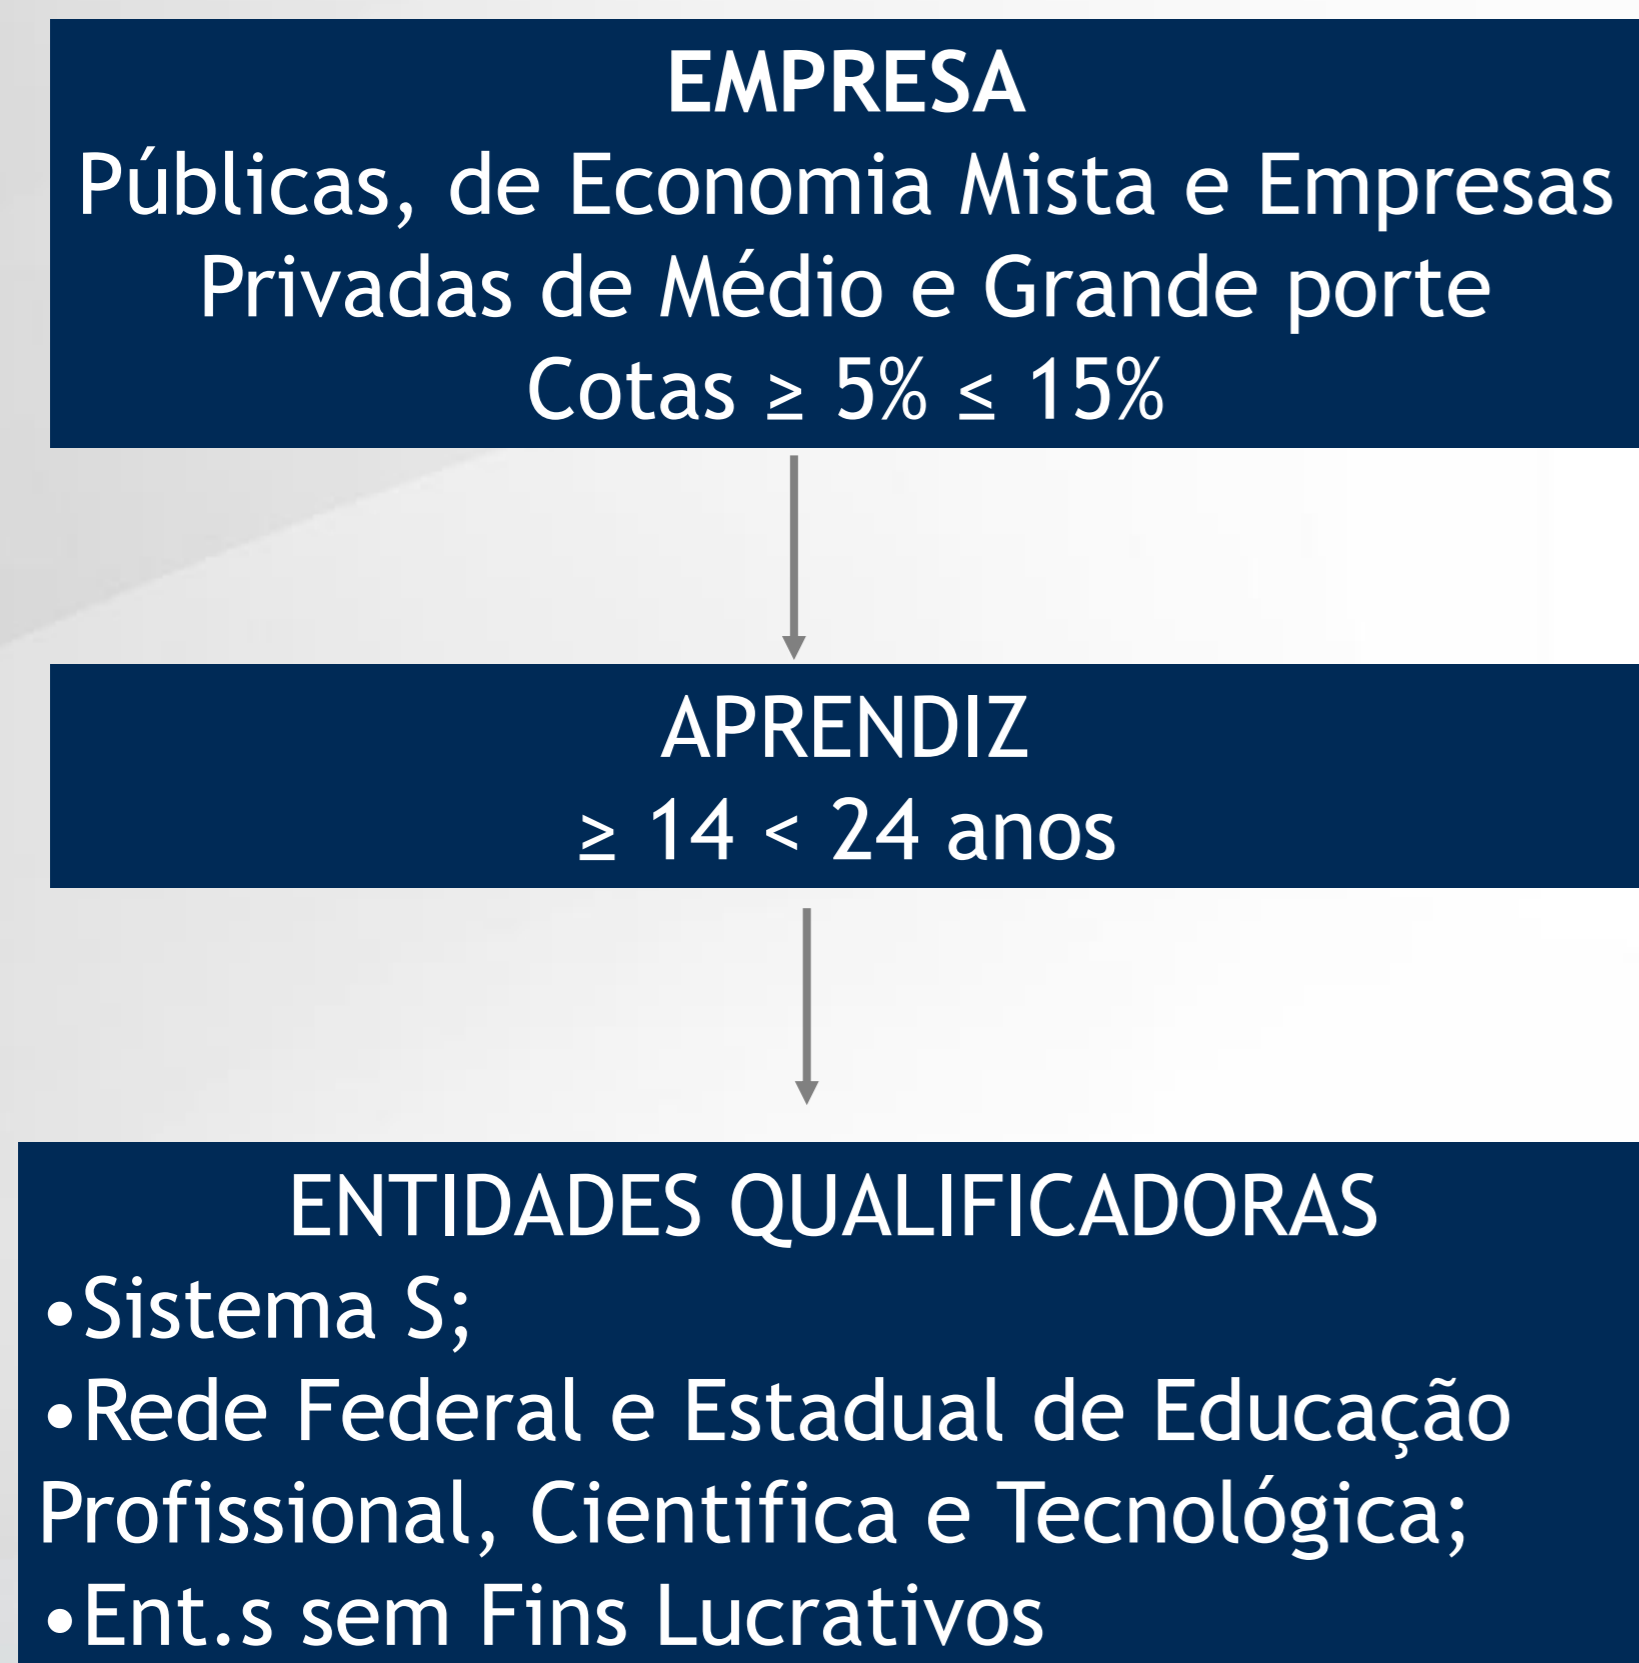 EMPRESA
Públicas, de Economia Mista e Empresas
Privadas de Médio e Grande porte
Cotas ≥ 5% ≤ 15%
APRENDIZ
≥ 14 < 24 anos
ENTIDADES QUALIFICADORAS
•Sistema S;
•Rede Federal e Estadual de Educação
Profissional, Cientifica e Tecnológica;
•Ent.s sem Fins Lucrativos